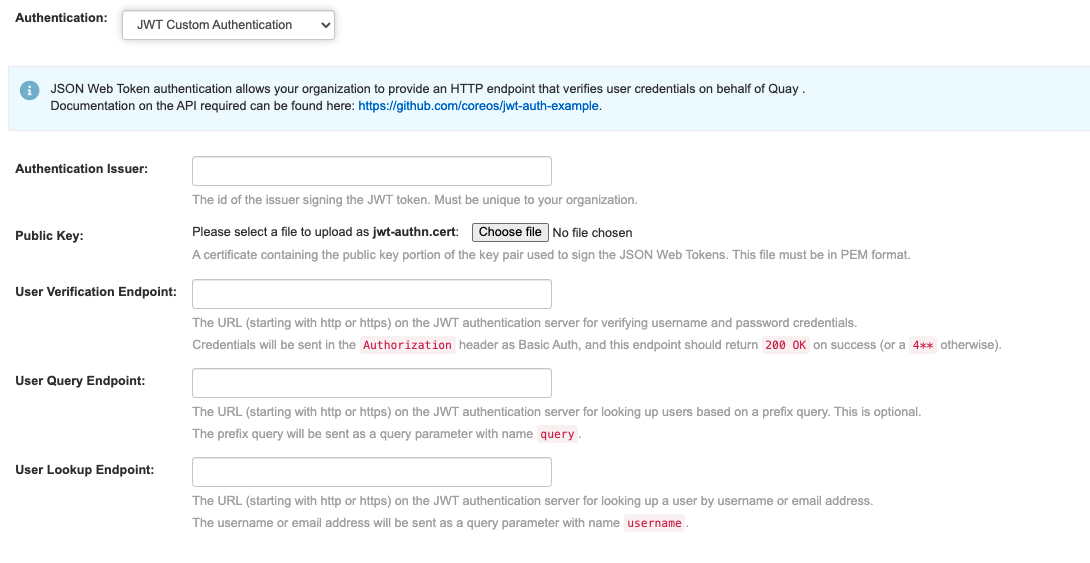 Authentication: JWT Custom Authentication
JSON Web Token authentication allows your organization to provide an HTTP endpoint that verifies user credentials on behalf of Quay .
Documentation on the API required can be found here: https://github.com/coreos/jwt-auth-example.
Authentication Issuer:
The id of the issuer signing the JWT token. Must be unique to your organization.
Public Key: Please select a file to upload as jwt-authn.cert: Choose file No file chosen
A certificate containing the public key portion of the key pair used to sign the JSON Web Tokens. This file must be in PEM format.
User Verification Endpoint:
The URL (starting with http or https) on the JWT authentication server for verifying username and password credentials.
Credentials will be sent in the Authorization header as Basic Auth, and this endpoint should return 200 OK on success (or a 4** otherwise).
User Query Endpoint:
The URL (starting with http or https) on the JWT authentication server for looking up users based on a prefix query. This is optional.
The prefix query will be sent as a query parameter with name query.
User Lookup Endpoint:
The URL (starting with http or https) on the JWT authentication server for looking up a user by username or email address.
The username or email address will be sent as a query parameter with name username.